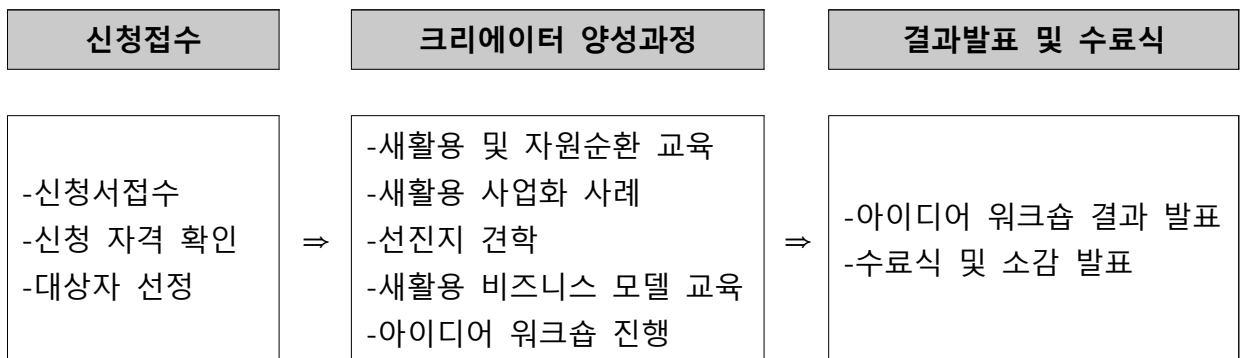 신청접수
크리에이터 양성과정
결과발표 및 수료식
-신청서접수
-신청 자격 확인
-대상자 선정
⇒
-새활용 및 자원순환 교육
-새활용 사업화 사례
-선진지 견학
-새활용 비즈니스 모델 교육
-아이디어 워크숍 진행
⇒
-아이디어 워크숍 결과 발표
-수료식 및 소감 발표